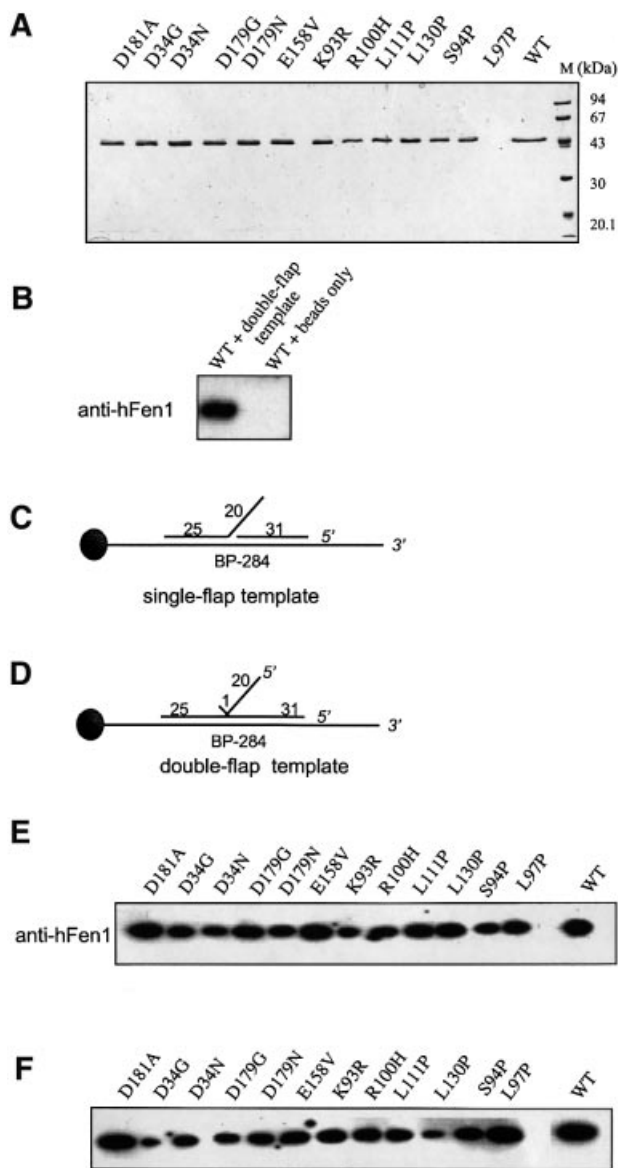 A
D181A D34G D34N D179G D179N E158V K93R R100H L111P L130P S94P L97P WT
M (kDa)
94
67
43
30
20.1
B
WT + double-flap
template
WT + beads only
anti-hFen1
C
20
25 31 5'
3'
BP-284
single-flap template
D
20 5'
1
25 31 5'
3'
BP-284
double-flap template
E
D181A D34G D34N D179G D179N E158V K93R R100H L111P L130P S94P L97P WT
anti-hFen1
F
D181A D34G D34N D179G D179N E158V K93R R100H L111P L130P S94P L97P WT